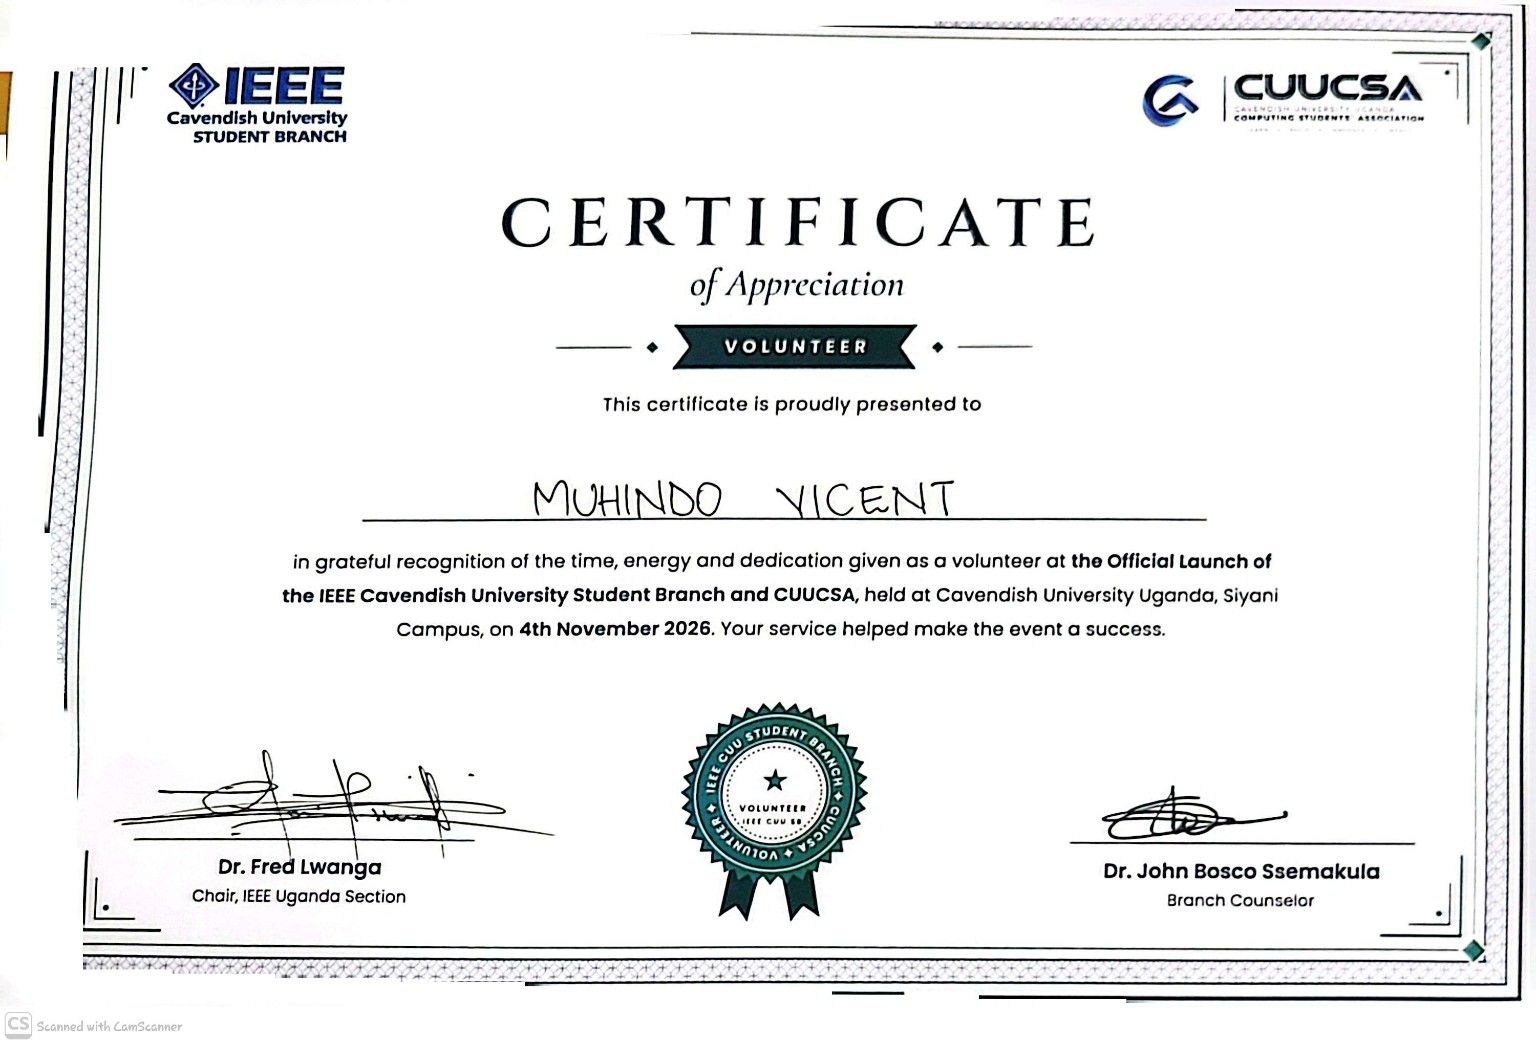 IEEE
Cavendish University
STUDENT BRANCH
CUUCSA
CAVENDISH UNIVERSITY UGANDA
COMPUTING STUDENTS' ASSOCIATION
CERTIFICATE
of Appreciation
VOLUNTEER
This certificate is proudly presented to
MUHINDO VICENT
in grateful recognition of the time, energy and dedication given as a volunteer at the Official Launch of
the IEEE Cavendish University Student Branch and CUUCSA, held at Cavendish University Uganda, Siyani
Campus, on 4th November 2026. Your service helped make the event a success.
IEEE CUU STUDENT BRANCH ✦ CUUCSA ✦ VOLUNTEER ✦
VOLUNTEER
IEEE CUU SB
Dr. Fred Lwanga
Chair, IEEE Uganda Section
Dr. John Bosco Ssemakula
Branch Counselor
CS Scanned with CamScanner